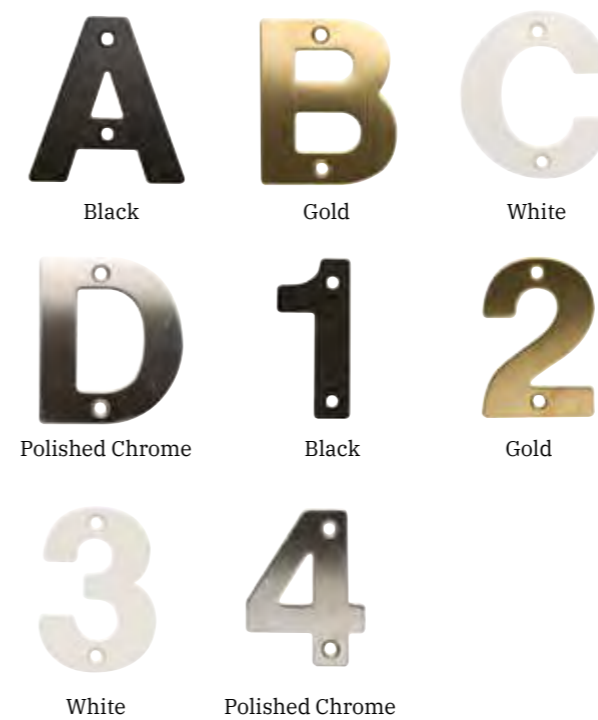 A B C
Black Gold White
D 1 2
Polished Chrome Black Gold
3 4
White Polished Chrome